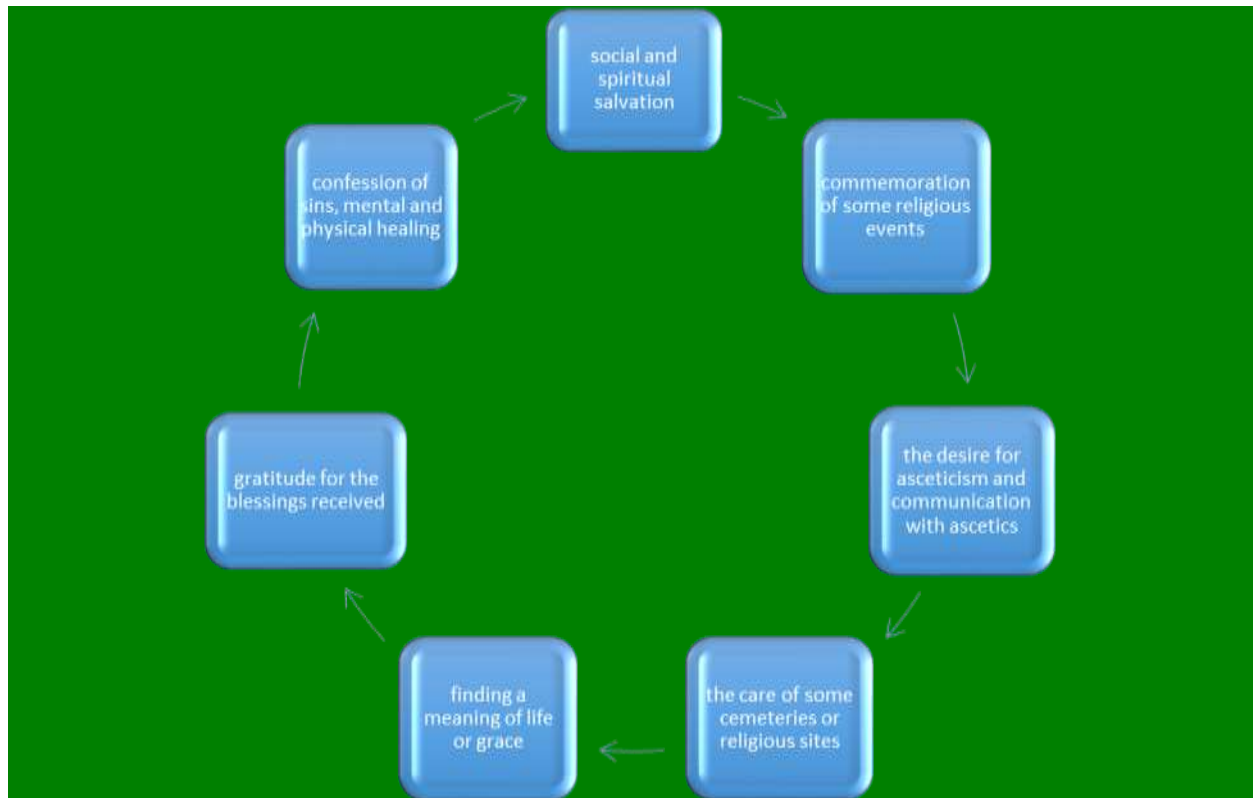 social and
spiritual
salvation
commemoration
of some religious
events
the desire for
asceticism and
communication
with ascetics
the care of some
cemeteries or
religious sites
finding a
meaning of life
or grace
gratitude for the
blessings received
confession of
sins, mental and
physical healing